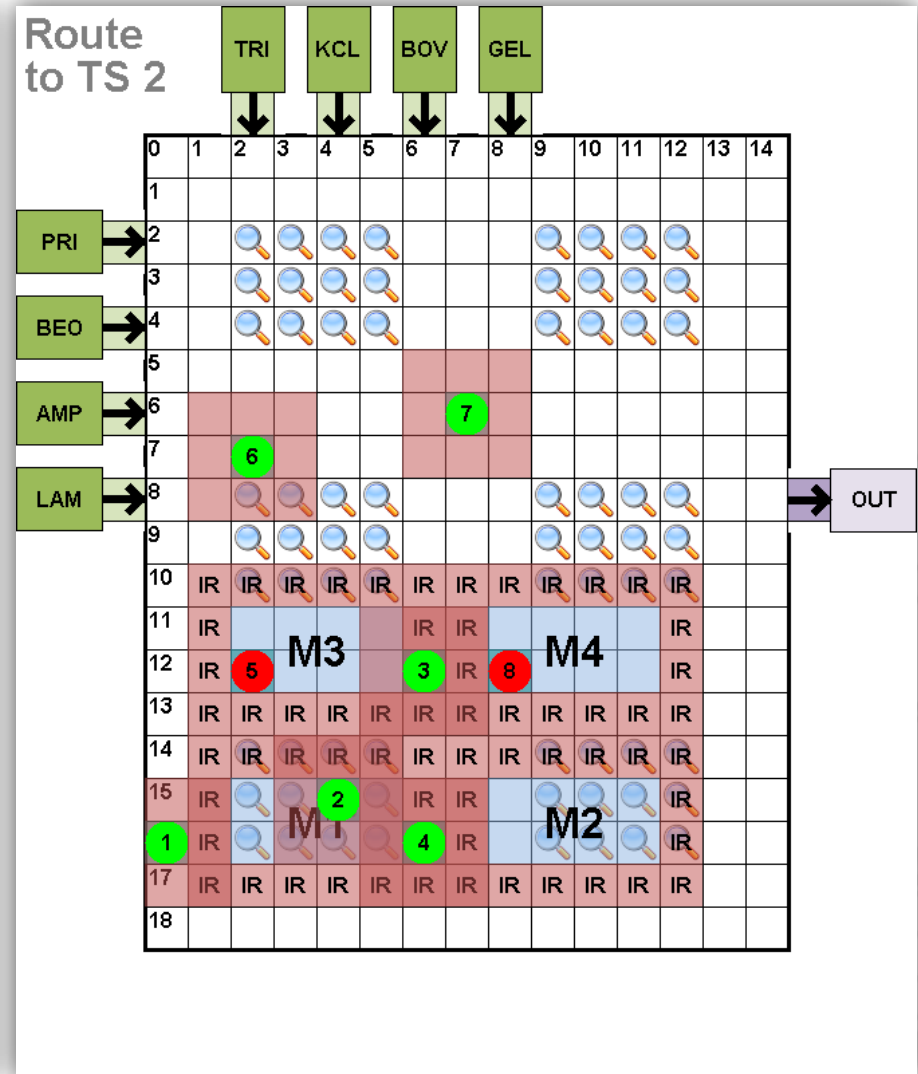 Route
to TS 2
TRI KCL BOV GEL
0 1 2 3 4 5 6 7 8 9 10 11 12 13 14
1
PRI 2
3
BEO 4
5
AMP 6 7
7 6
LAM 8 OUT
9
10 IR IR IR IR IR IR IR IR IR IR IR IR
11 IR M3 IR IR M4 IR
12 IR 5 3 IR 8 IR
13 IR IR IR IR IR IR IR IR IR IR IR IR
14 IR IR IR IR IR IR IR IR IR IR IR IR
15 IR 2 IR IR IR
1 IR M1 4 IR M2 IR
17 IR IR IR IR IR IR IR IR IR IR IR IR
18